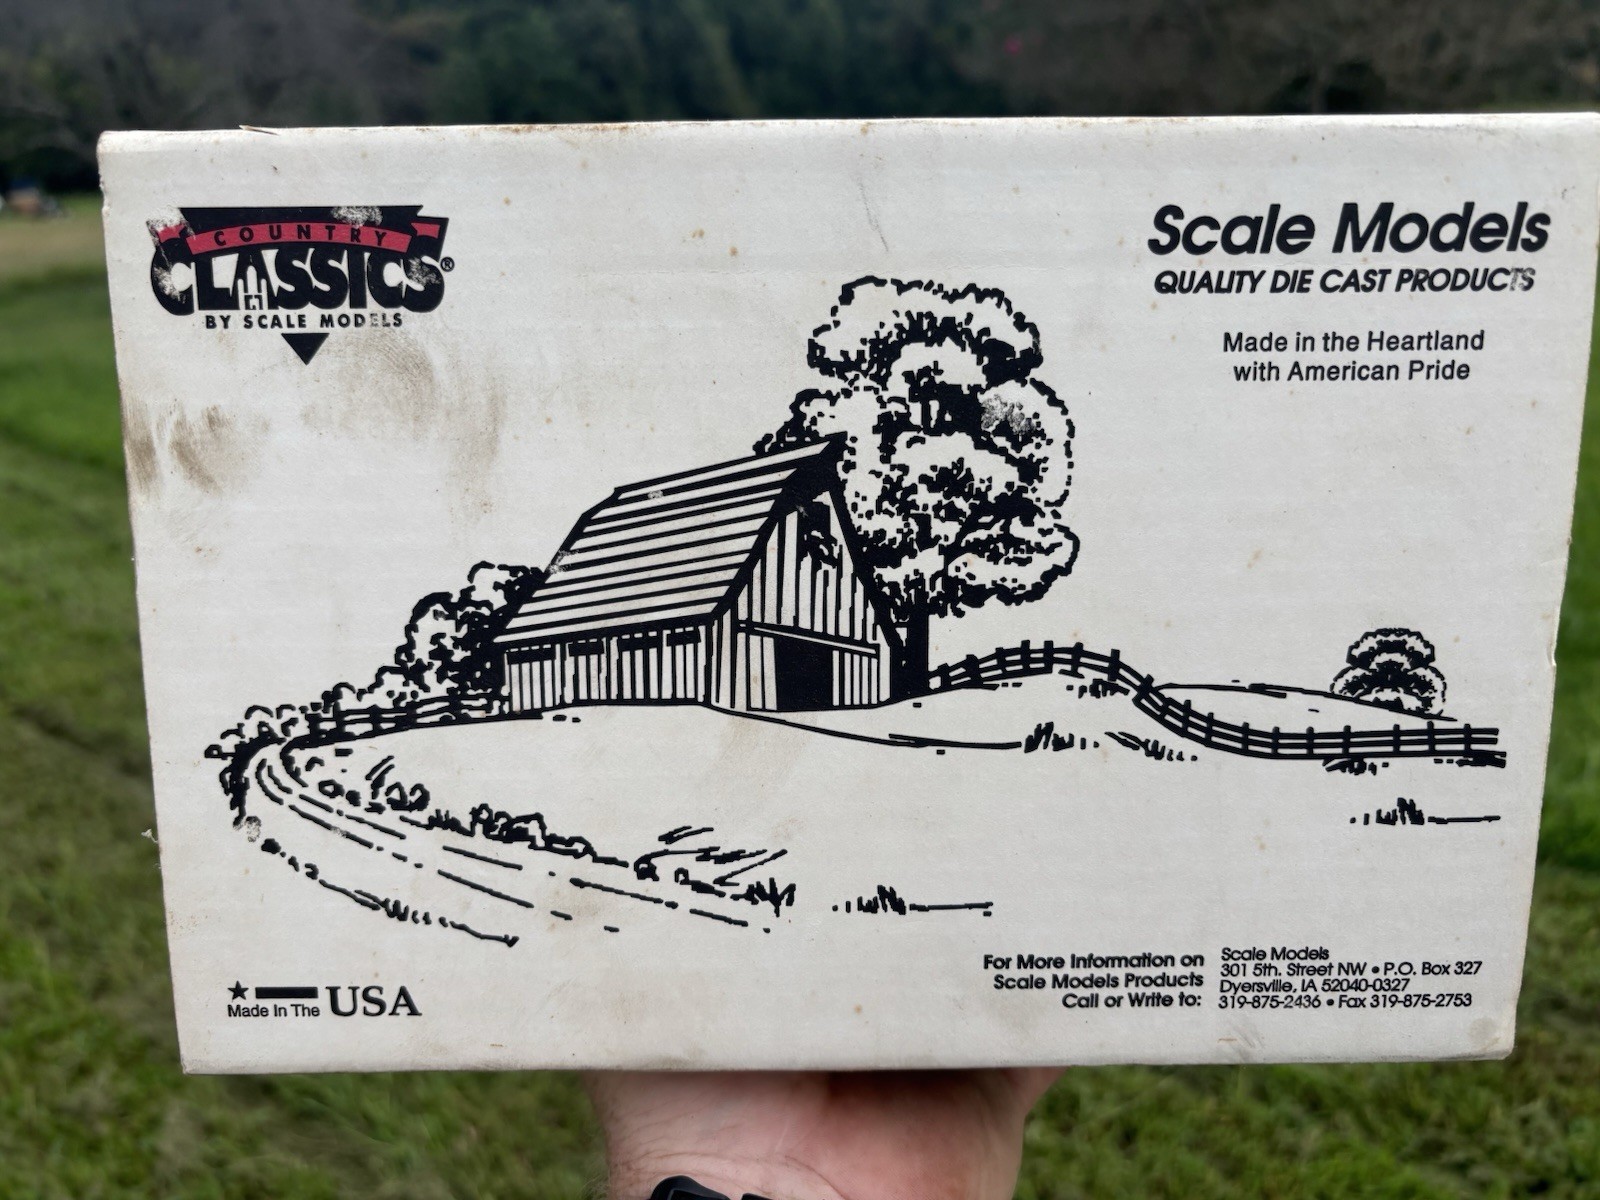 COUNTRY
CLASSICS®
BY SCALE MODELS
Scale Models
QUALITY DIE CAST PRODUCTS
Made in the Heartland
with American Pride
Made In The USA
For More Information on
Scale Models Products
Call or Write to:
Scale Models
301 5th. Street NW • P.O. Box 327
Dyersville, IA 52040-0327
319-875-2436 • Fax 319-875-2753